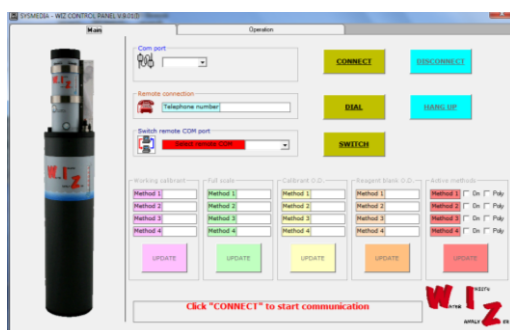 SYSMEDIA - WIZ CONTROL PANEL V.9.01.D
Main
Operation
Com port
CONNECT
DISCONNECT
Remote connection
Telephone number
DIAL
HANG UP
Switch remote COM port
Select remote COM
SWITCH
Working calibrant
Full scale
Calibrant O.D.
Reagent blank O.D.
Active methods
Method 1 Method 1 Method 1 Method 1 Method 1 On Poly
Method 2 Method 2 Method 2 Method 2 Method 2 On Poly
Method 3 Method 3 Method 3 Method 3 Method 3 On Poly
Method 4 Method 4 Method 4 Method 4 Method 4 On Poly
UPDATE UPDATE UPDATE UPDATE UPDATE
Click "CONNECT" to start communication
W.I.Z.